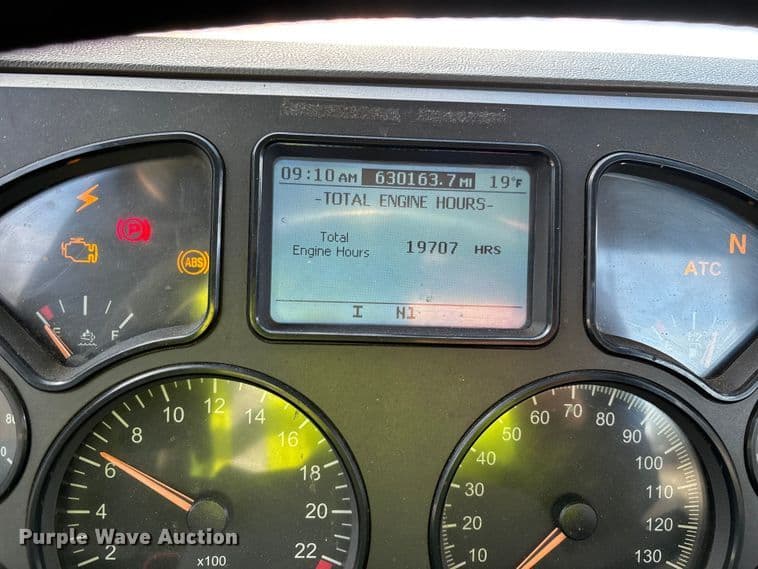 09:10 AM 630163.7 MI 19°F
-TOTAL ENGINE HOURS-
Total
Engine Hours 19707 HRS
I N1
P
ABS
E F
N
ATC
2 4 6 8 10 12 14 16 18 20 22
x100
10 20 30 40 50 60 70 80 90 100 110 120 130
Purple Wave Auction